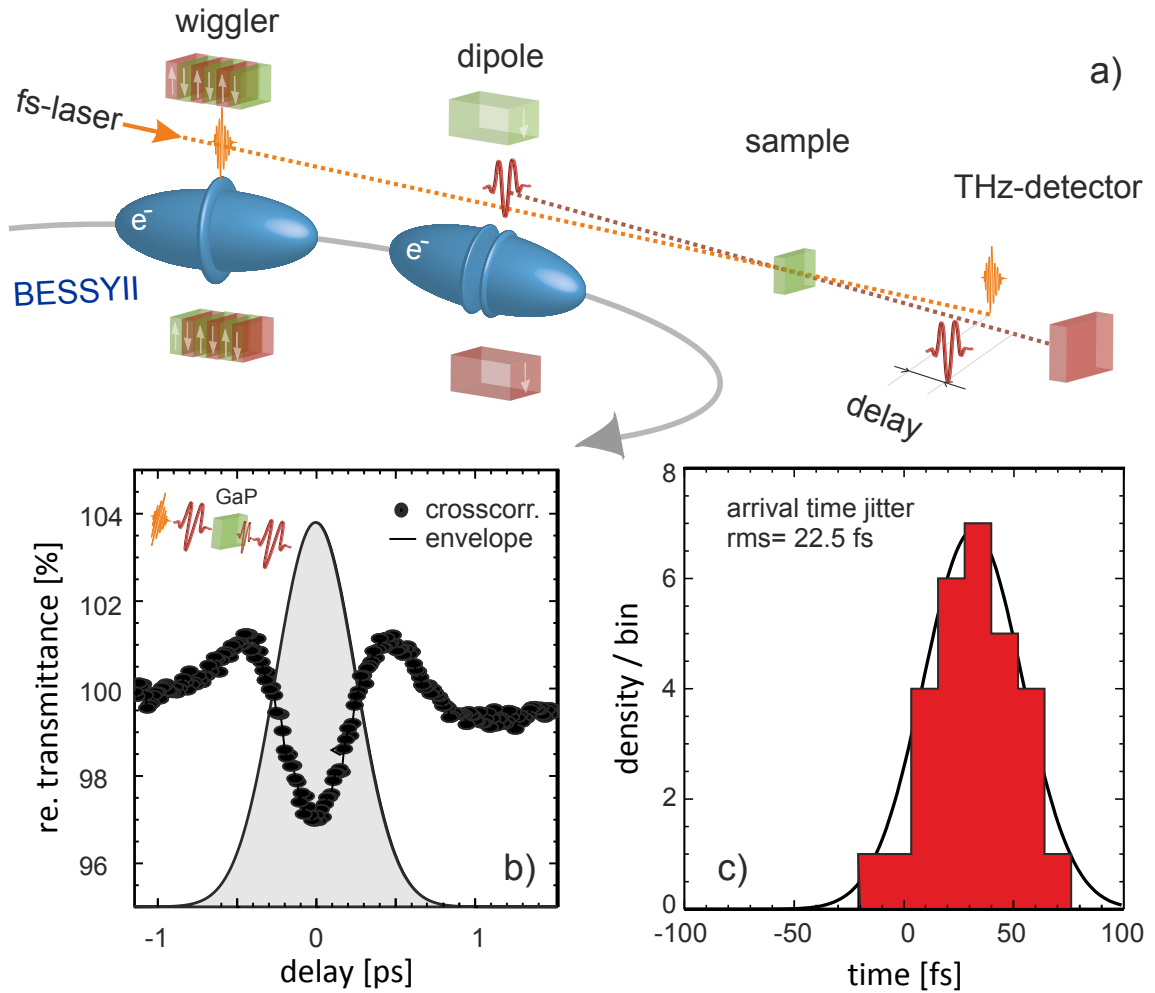 wiggler
dipole
a)
fs-laser
sample
THz-detector
e-
e-
BESSYII
delay
GaP
crosscorr.
envelope
104
102
100
98
96
re. transmittance [%]
b)
-1
0
1
delay [ps]
arrival time jitter
rms= 22.5 fs
8
6
4
2
0
density / bin
c)
-100
-50
0
50
100
time [fs]